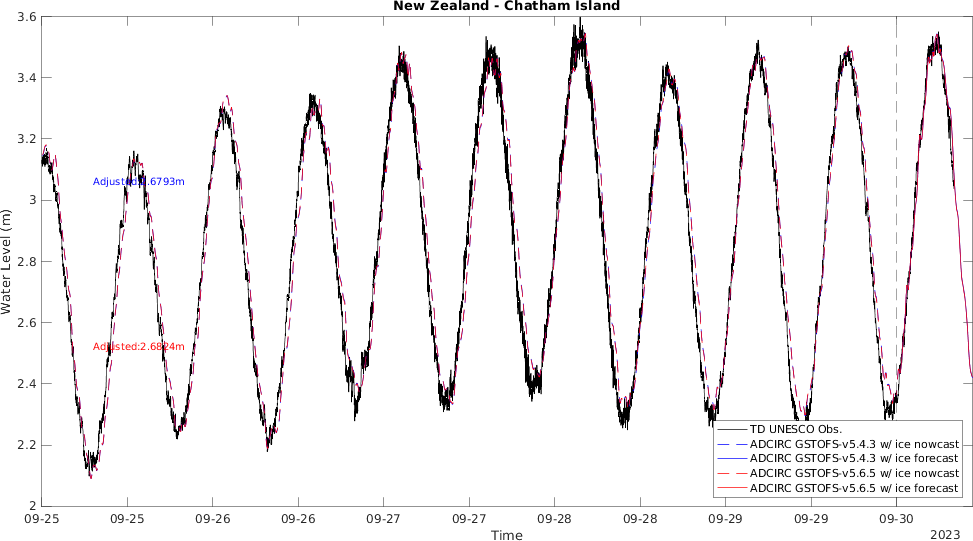 New Zealand - Chatham Island
3.6
3.4
3.2
3
2.8
2.6
2.4
2.2
2
Water Level (m)
Adjusted:2.6793m
Adjusted:2.6824m
TD UNESCO Obs.
ADCIRC GSTOFS-v5.4.3 w/ ice nowcast
ADCIRC GSTOFS-v5.4.3 w/ ice forecast
ADCIRC GSTOFS-v5.6.5 w/ ice nowcast
ADCIRC GSTOFS-v5.6.5 w/ ice forecast
09-25 09-25 09-26 09-26 09-27 09-27 09-28 09-28 09-29 09-29 09-30
Time
2023